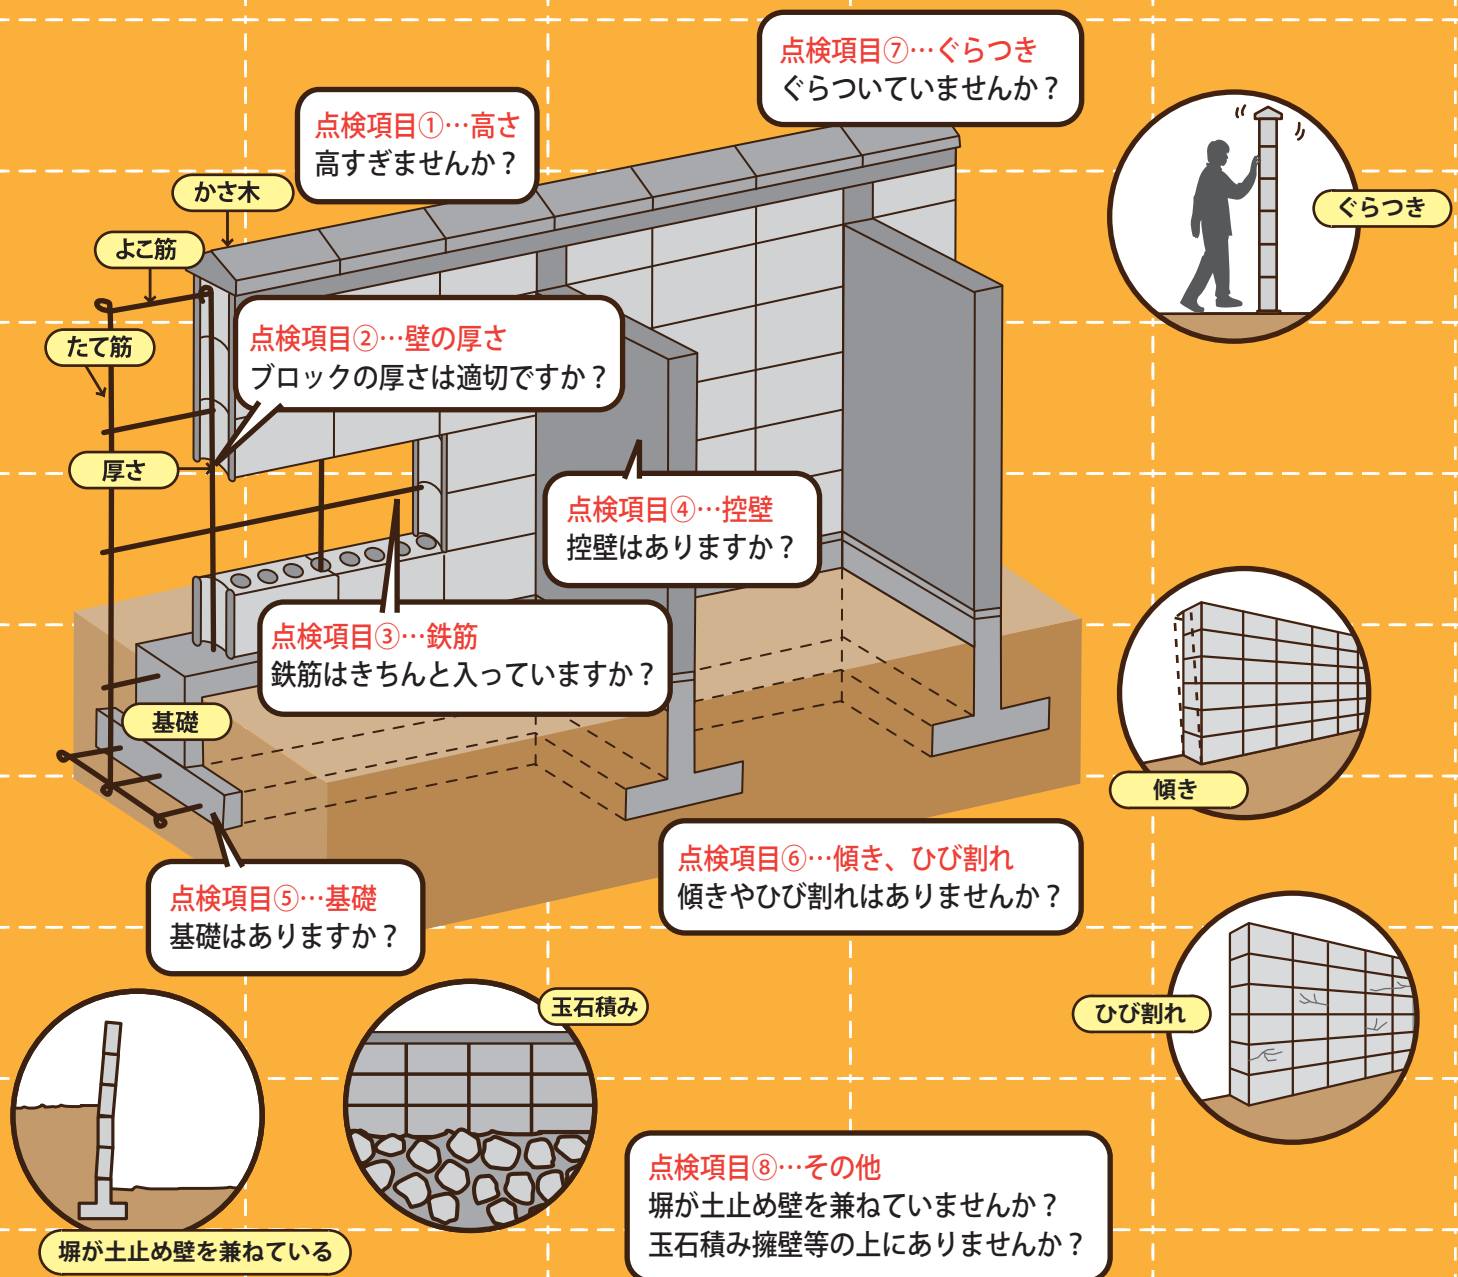 点検項目⑦…ぐらつき
ぐらついていませんか？
点検項目①…高さ
高すぎませんか？
かさ木
ぐらつき
よこ筋
たて筋
点検項目②…壁の厚さ
ブロックの厚さは適切ですか？
厚さ
点検項目④…控壁
控壁はありますか？
点検項目③…鉄筋
鉄筋はきちんと入っていますか？
基礎
傾き
点検項目⑥…傾き、ひび割れ
傾きやひび割れはありませんか？
点検項目⑤…基礎
基礎はありますか？
玉石積み
ひび割れ
点検項目⑧…その他
塀が土止め壁を兼ねていませんか？
玉石積み擁壁等の上にありませんか？
塀が土止め壁を兼ねている